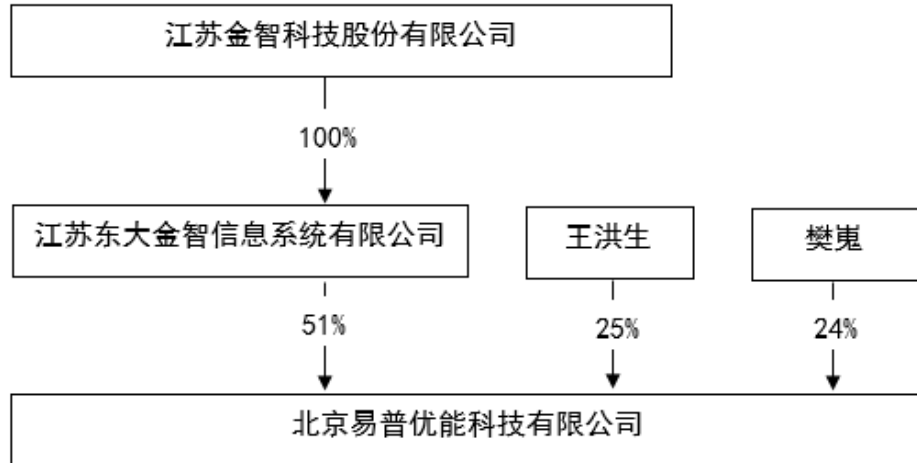 江苏金智科技股份有限公司
100%
江苏东大金智信息系统有限公司
王洪生
樊嵬
51%
25%
24%
北京易普优能科技有限公司